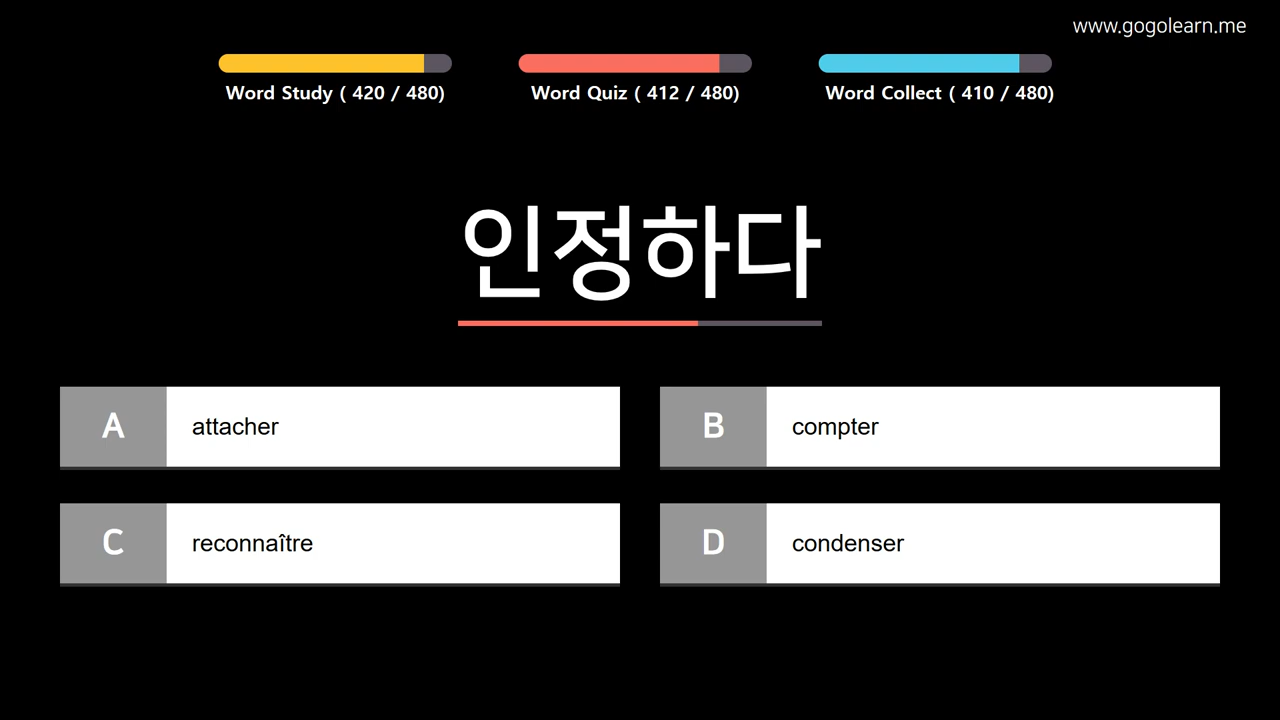 www.gogolearn.me
Word Study ( 420 / 480)
Word Quiz ( 412 / 480)
Word Collect ( 410 / 480)
인정하다
A attacher
B compter
C reconnaître
D condenser